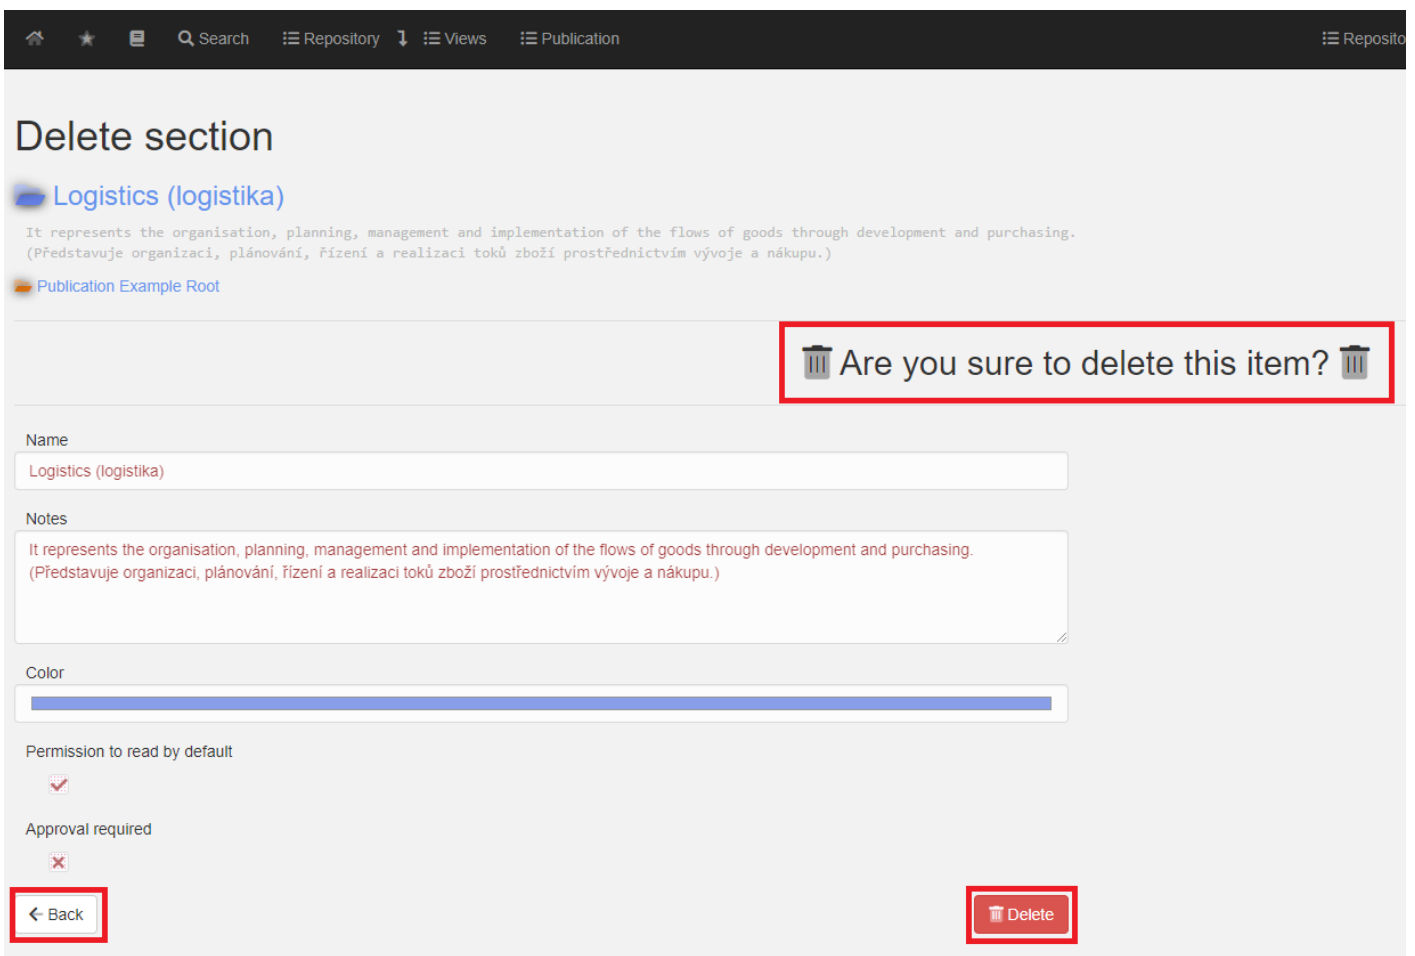 Search Repository Views Publication Reposito
Delete section
Logistics (logistika)
It represents the organisation, planning, management and implementation of the flows of goods through development and purchasing.
(Představuje organizaci, plánování, řízení a realizaci toků zboží prostřednictvím vývoje a nákupu.)
Publication Example Root
Are you sure to delete this item?
Name
Logistics (logistika)
Notes
It represents the organisation, planning, management and implementation of the flows of goods through development and purchasing.
(Představuje organizaci, plánování, řízení a realizaci toků zboží prostřednictvím vývoje a nákupu.)
Color
Permission to read by default
Approval required
Back Delete